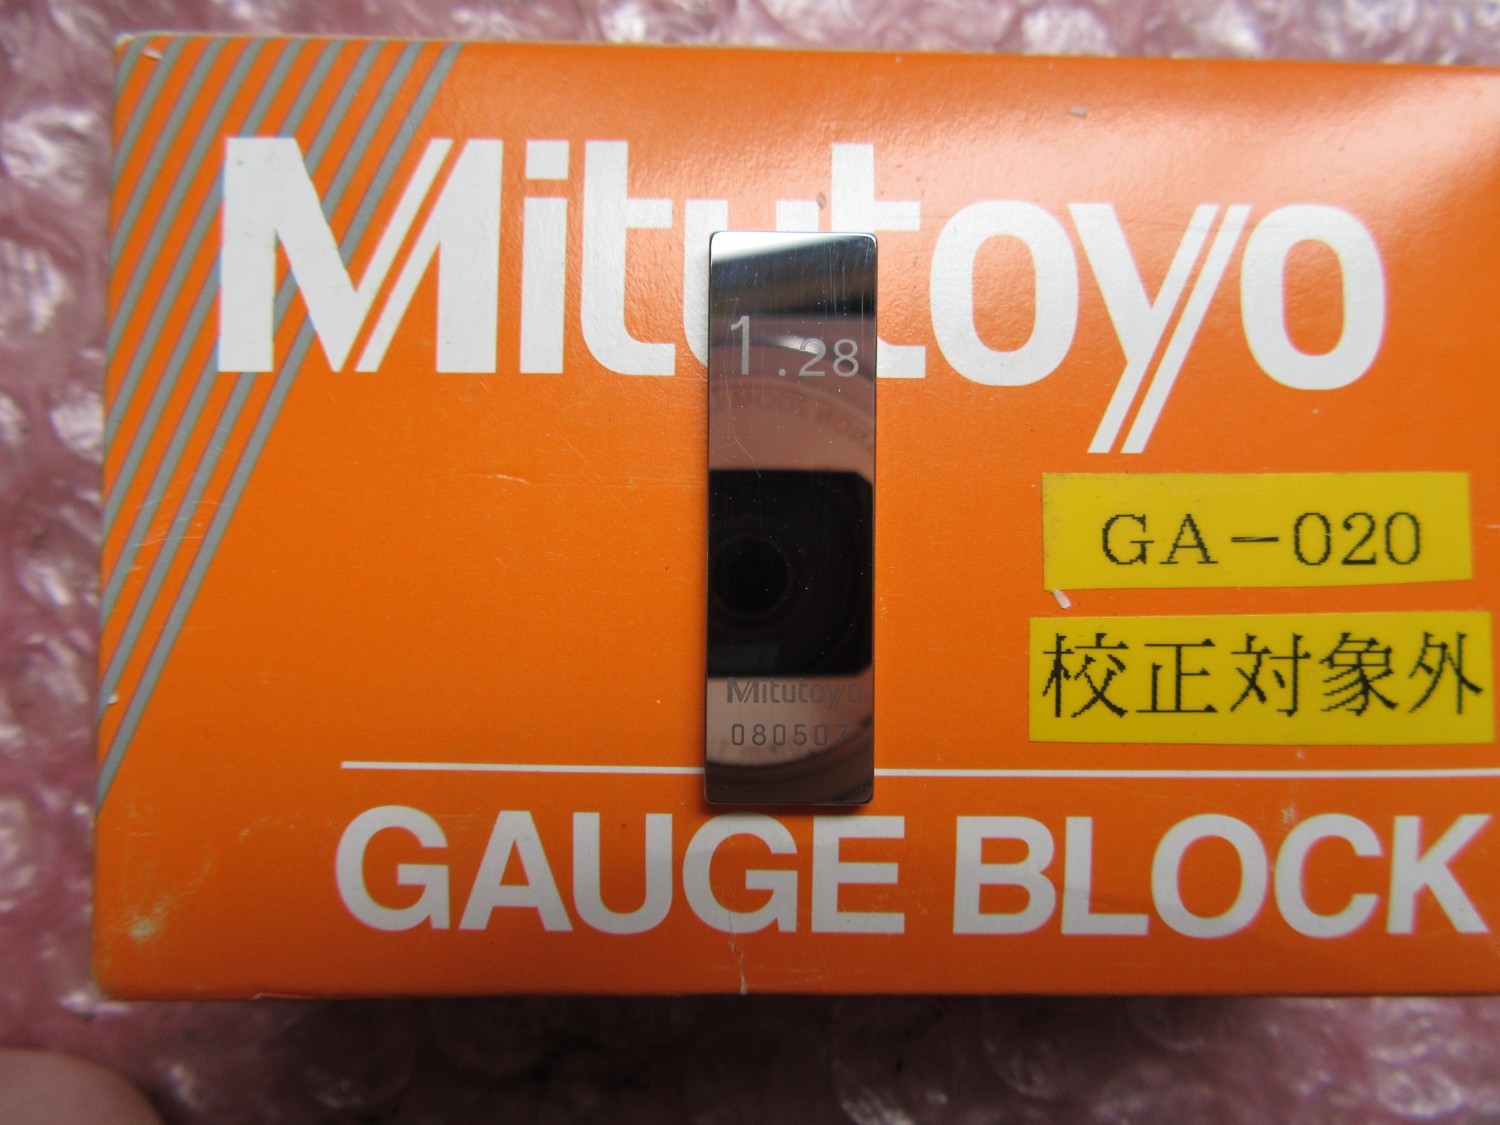 Mitutoyo
1.28
GA-020
校正対象外
Mitutoyo
080507
GAUGE BLOCK